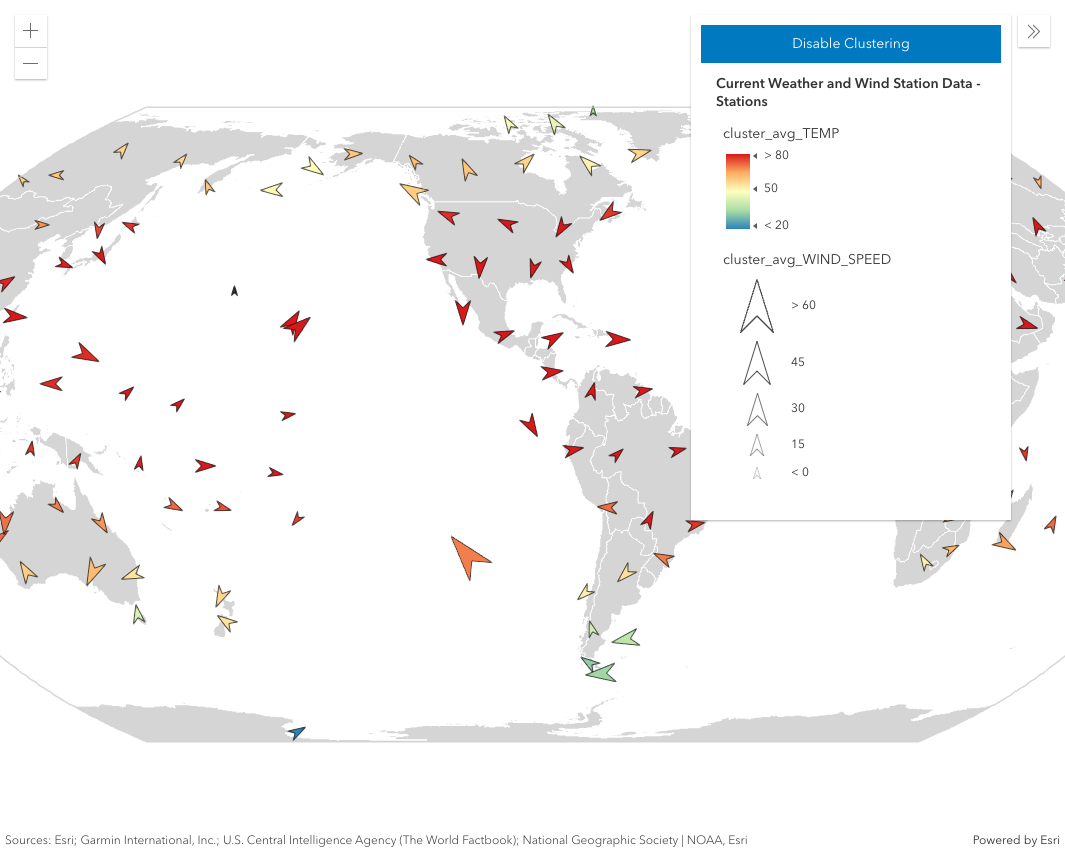 Disable Clustering
Current Weather and Wind Station Data -
Stations
cluster_avg_TEMP
> 80
50
< 20
cluster_avg_WIND_SPEED
> 60
45
30
15
< 0
Sources: Esri; Garmin International, Inc.; U.S. Central Intelligence Agency (The World Factbook); National Geographic Society | NOAA, Esri
Powered by Esri